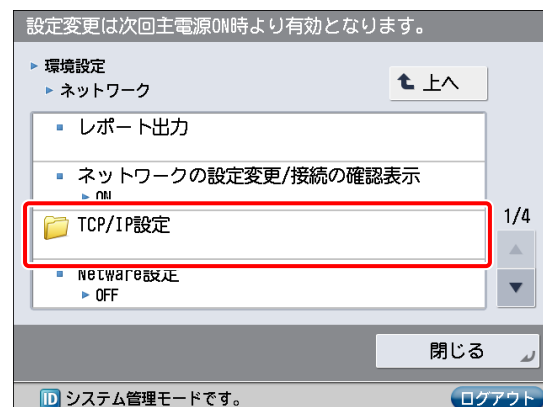 設定変更は次回主電源ON時より有効となります。
環境設定
ネットワーク
上へ
レポート出力
ネットワークの設定変更/接続の確認表示
ON
TCP/IP設定
1/4
Netware設定
OFF
閉じる
ID システム管理モードです。
ログアウト